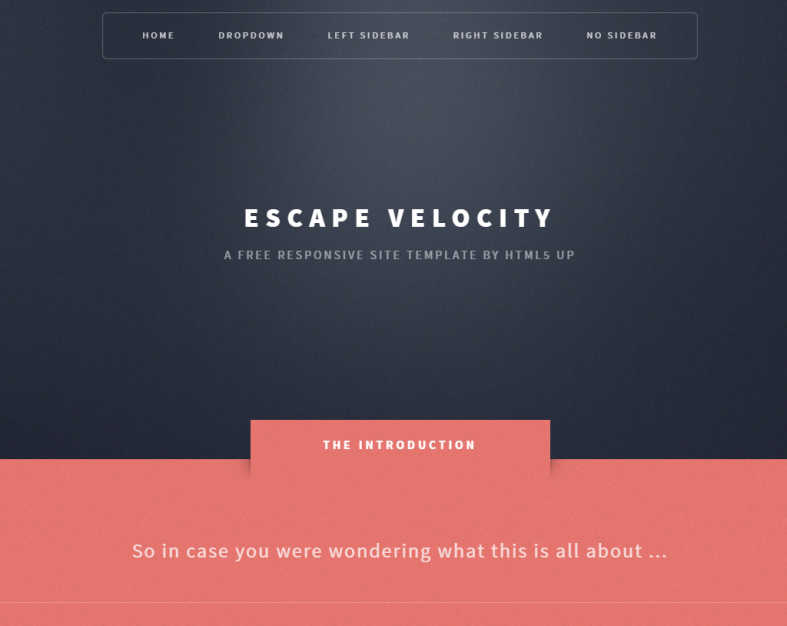 HOME DROPDOWN LEFT SIDEBAR RIGHT SIDEBAR NO SIDEBAR
ESCAPE VELOCITY
A FREE RESPONSIVE SITE TEMPLATE BY HTML5 UP
THE INTRODUCTION
So in case you were wondering what this is all about ...